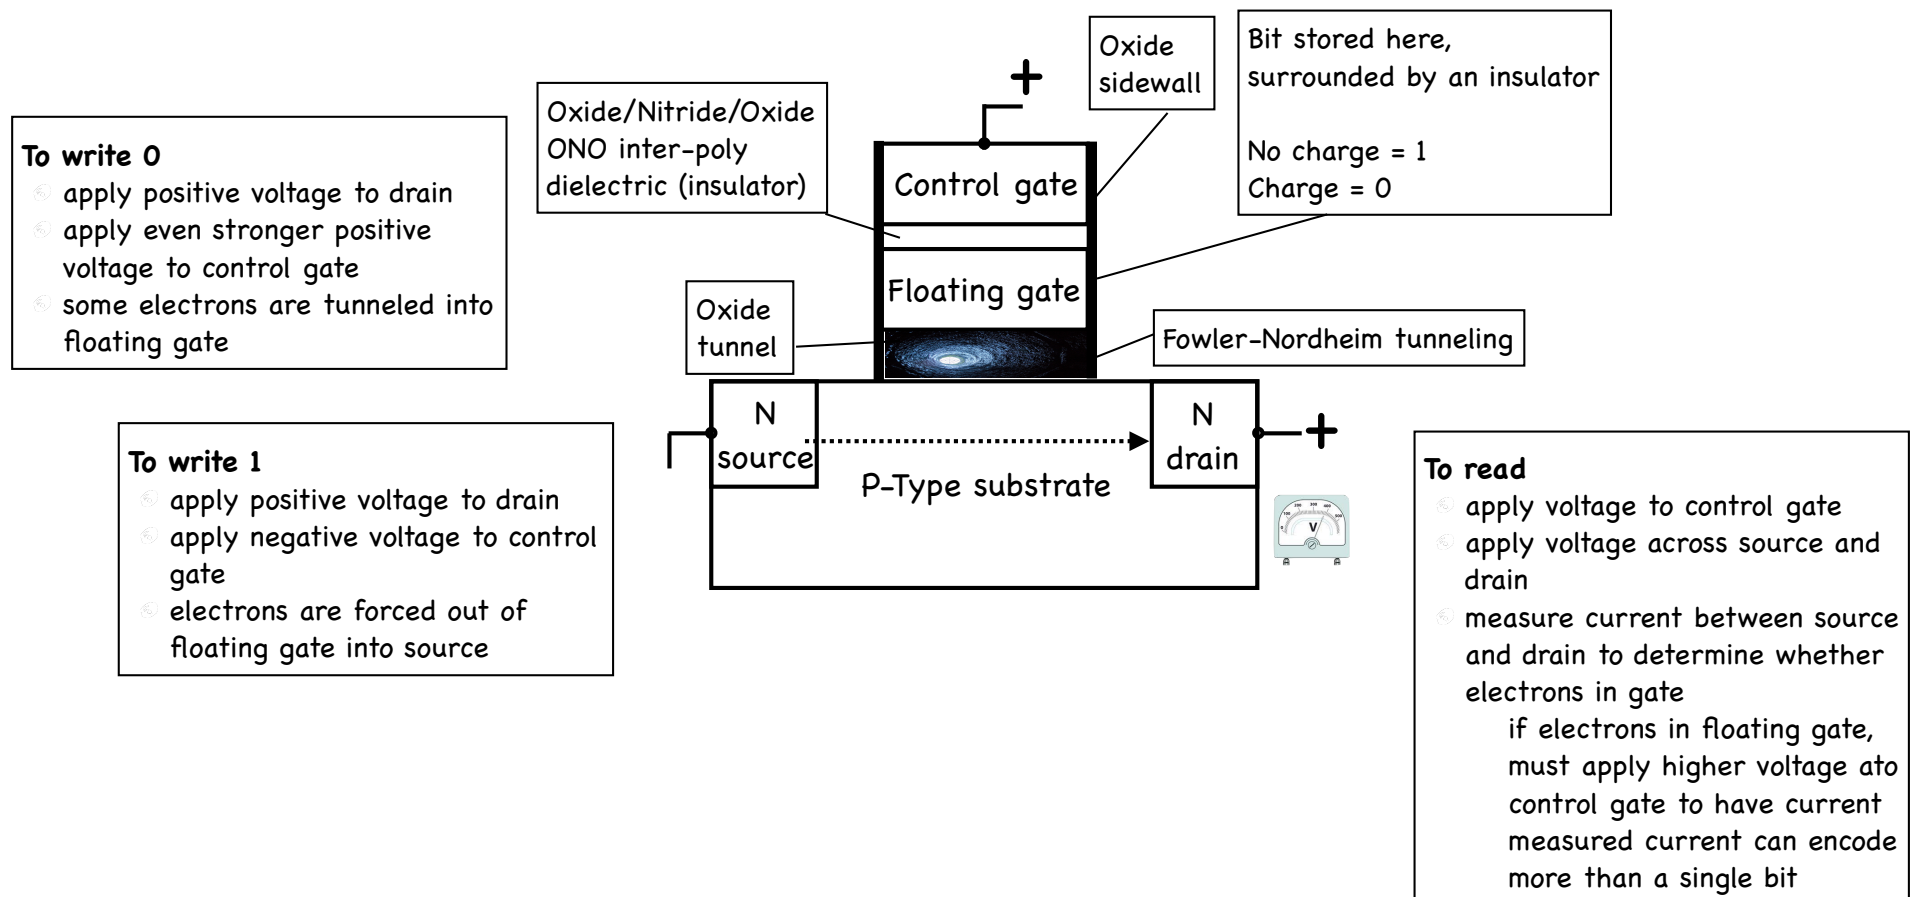 To write 0
apply positive voltage to drain
apply even stronger positive
voltage to control gate
some electrons are tunneled into
floating gate
To write 1
apply positive voltage to drain
apply negative voltage to control
gate
electrons are forced out of
floating gate into source
Oxide/Nitride/Oxide
ONO inter-poly
dielectric (insulator)
+
Oxide
sidewall
Bit stored here,
surrounded by an insulator
No charge = 1
Charge = 0
Control gate
Floating gate
Oxide
tunnel
Fowler-Nordheim tunneling
N
source
N
drain
+
P-Type substrate
V
To read
apply voltage to control gate
apply voltage across source and
drain
measure current between source
and drain to determine whether
electrons in gate
if electrons in floating gate,
must apply higher voltage ato
control gate to have current
measured current can encode
more than a single bit